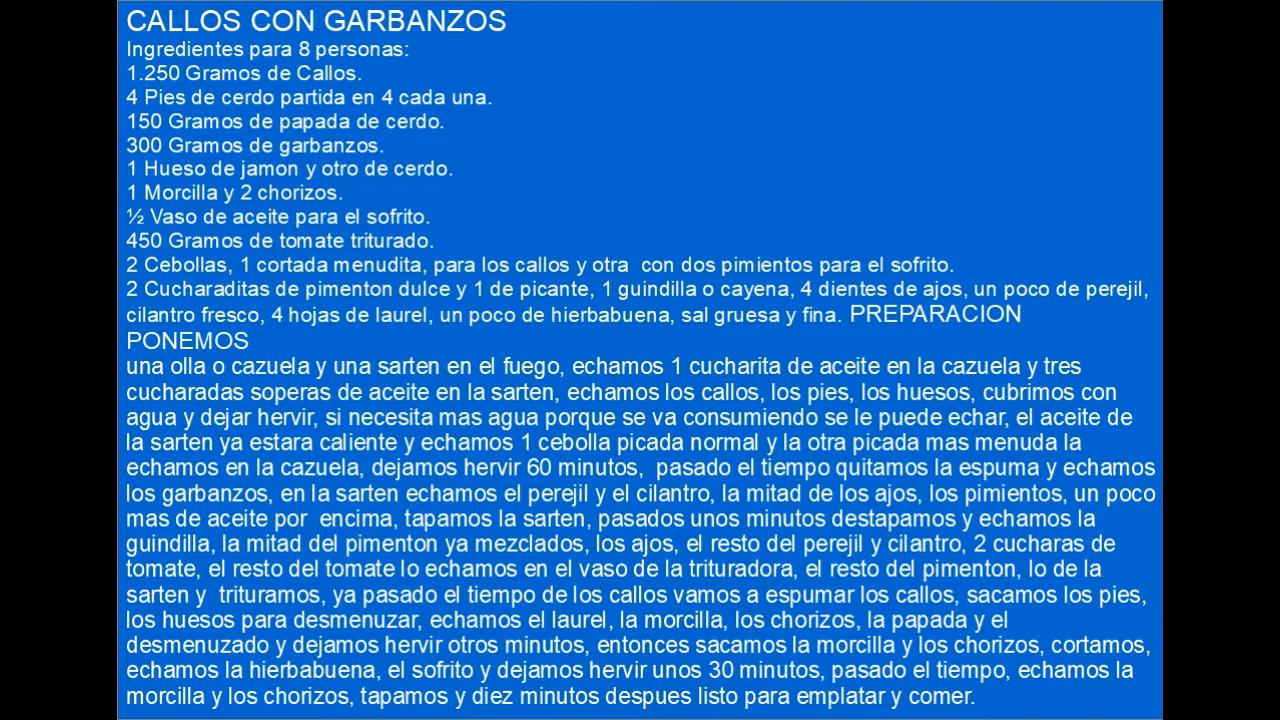 CALLOS CON GARBANZOS
Ingredientes para 8 personas:
1.250 Gramos de Callos.
4 Pies de cerdo partida en 4 cada una.
150 Gramos de papada de cerdo.
300 Gramos de garbanzos.
1 Hueso de jamon y otro de cerdo.
1 Morcilla y 2 chorizos.
½ Vaso de aceite para el sofrito.
450 Gramos de tomate triturado.
2 Cebollas, 1 cortada menudita, para los callos y otra  con dos pimientos para el sofrito.
2 Cucharaditas de pimenton dulce y 1 de picante, 1 guindilla o cayena, 4 dientes de ajos, un poco de perejil,
cilantro fresco, 4 hojas de laurel, un poco de hierbabuena, sal gruesa y fina. PREPARACION
PONEMOS
una olla o cazuela y una sarten en el fuego, echamos 1 cucharita de aceite en la cazuela y tres
cucharadas soperas de aceite en la sarten, echamos los callos, los pies, los huesos, cubrimos con
agua y dejar hervir, si necesita mas agua porque se va consumiendo se le puede echar, el aceite de
la sarten ya estara caliente y echamos 1 cebolla picada normal y la otra picada mas menuda la
echamos en la cazuela, dejamos hervir 60 minutos,  pasado el tiempo quitamos la espuma y echamos
los garbanzos, en la sarten echamos el perejil y el cilantro, la mitad de los ajos, los pimientos, un poco
mas de aceite por  encima, tapamos la sarten, pasados unos minutos destapamos y echamos la
guindilla, la mitad del pimenton ya mezclados, los ajos, el resto del perejil y cilantro, 2 cucharas de
tomate, el resto del tomate lo echamos en el vaso de la trituradora, el resto del pimenton, lo de la
sarten y  trituramos, ya pasado el tiempo de los callos vamos a espumar los callos, sacamos los pies,
los huesos para desmenuzar, echamos el laurel, la morcilla, los chorizos, la papada y el
desmenuzado y dejamos hervir otros minutos, entonces sacamos la morcilla y los chorizos, cortamos,
echamos la hierbabuena, el sofrito y dejamos hervir unos 30 minutos, pasado el tiempo, echamos la
morcilla y los chorizos, tapamos y diez minutos despues listo para emplatar y comer.